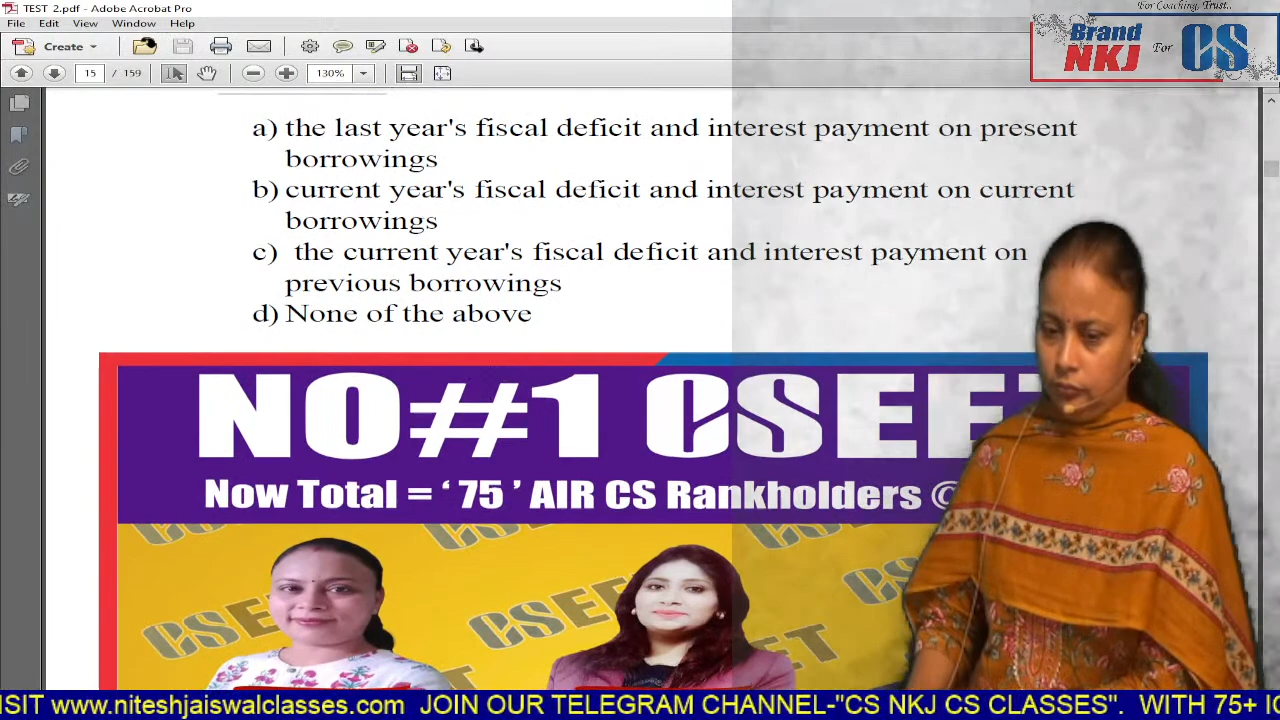 TEST 2.pdf - Adobe Acrobat Pro
File Edit View Window Help
Create
15 / 159
130%
For Coaching, Trust..
Brand
NKJ For CS
a) the last year's fiscal deficit and interest payment on present
borrowings
b) current year's fiscal deficit and interest payment on current
borrowings
c) the current year's fiscal deficit and interest payment on
previous borrowings
d) None of the above
NO#1 CSEET
Now Total = ‘ 75 ’ AIR CS Rankholders @
CSEET
CSEET
CSEET
www.niteshjaiswalclasses.com JOIN OUR TELEGRAM CHANNEL-"CS NKJ CS CLASSES". WITH 75+